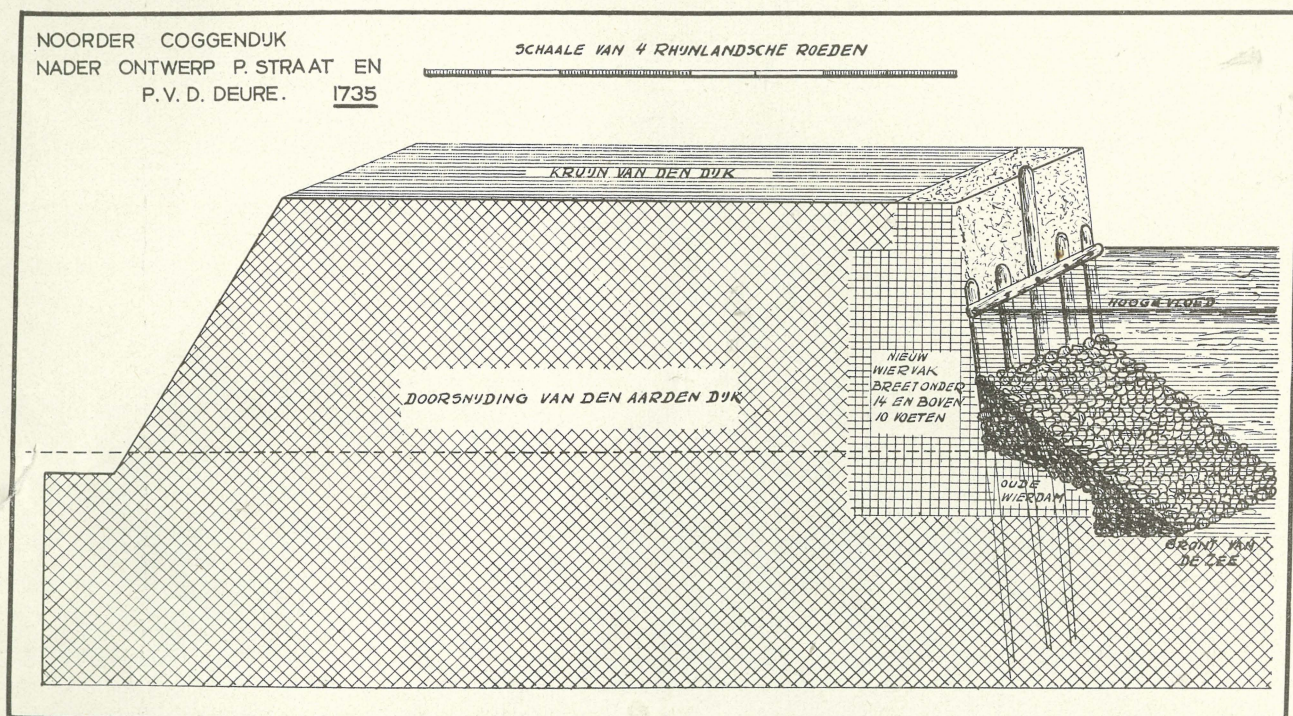 NOORDER COGGENDIJK
NADER ONTWERP P. STRAAT EN
P. V. D. DEURE. 1735
SCHAALE VAN 4 RHIJNLANDSCHE ROEDEN
KRUIJN VAN DEN DIJK
HOOGE VLOED
NIEUW
WIERVAK
BREET ONDER
14 EN BOVEN
10 VOETEN
DOORSNIJDING VAN DEN AARDEN DIJK
OUDE
WIERDAM
GRONT VAN
DE ZEE